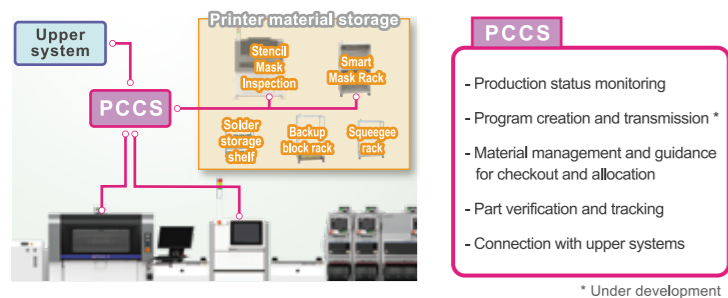 Printer material storage
Upper
system
Stencil
Mask
Inspection
Smart
Mask Rack
PCCS
Solder
storage
shelf
Backup
block rack
Squeegee
rack
PCCS
- Production status monitoring
- Program creation and transmission *
- Material management and guidance
for checkout and allocation
- Part verification and tracking
- Connection with upper systems
* Under development